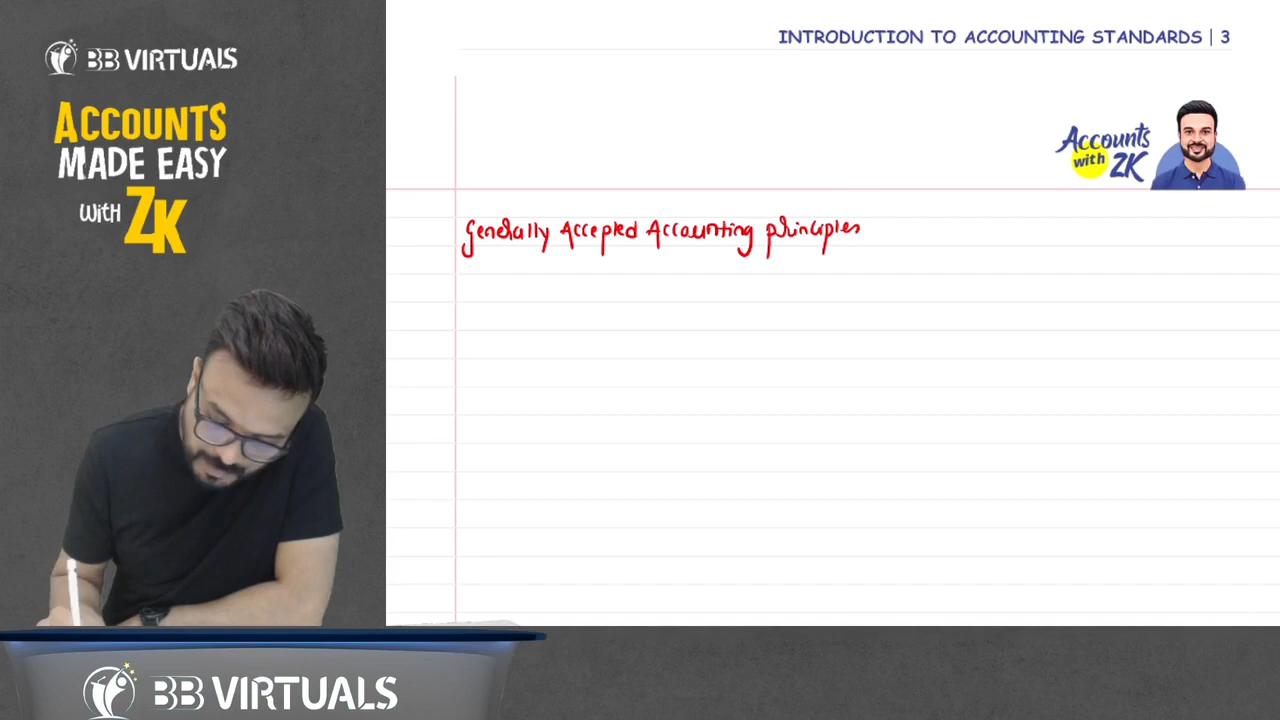 BB VIRTUALS
ACCOUNTS
MADE EASY
with ZK
INTRODUCTION TO ACCOUNTING STANDARDS | 3
Accounts
with ZK
Generally Accepted Accounting principles
BB VIRTUALS